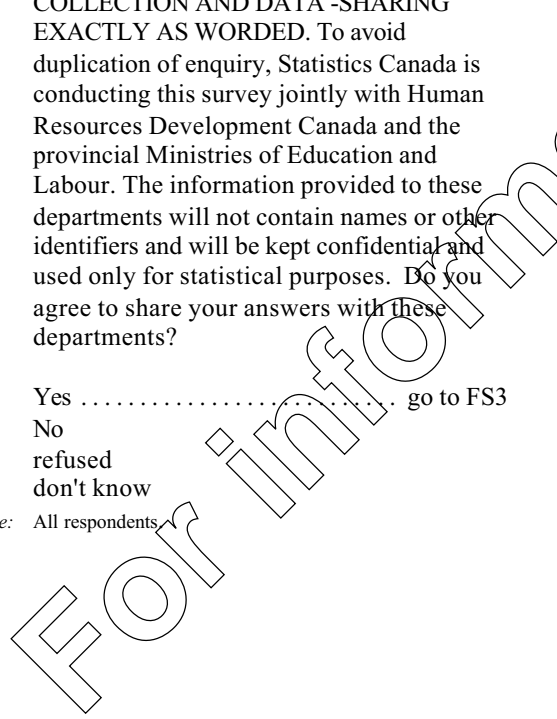 COLLECTION AND DATA -SHARING
EXACTLY AS WORDED. To avoid
duplication of enquiry, Statistics Canada is
conducting this survey jointly with Human
Resources Development Canada and the
provincial Ministries of Education and
Labour. The information provided to these
departments will not contain names or other
identifiers and will be kept confidential and
used only for statistical purposes. Do you
agree to share your answers with these
departments?
Yes . . . . . . . . . . . . . . . . . . . . . . . . . . . go to FS3
No
refused
don't know
All respondents.
For inform